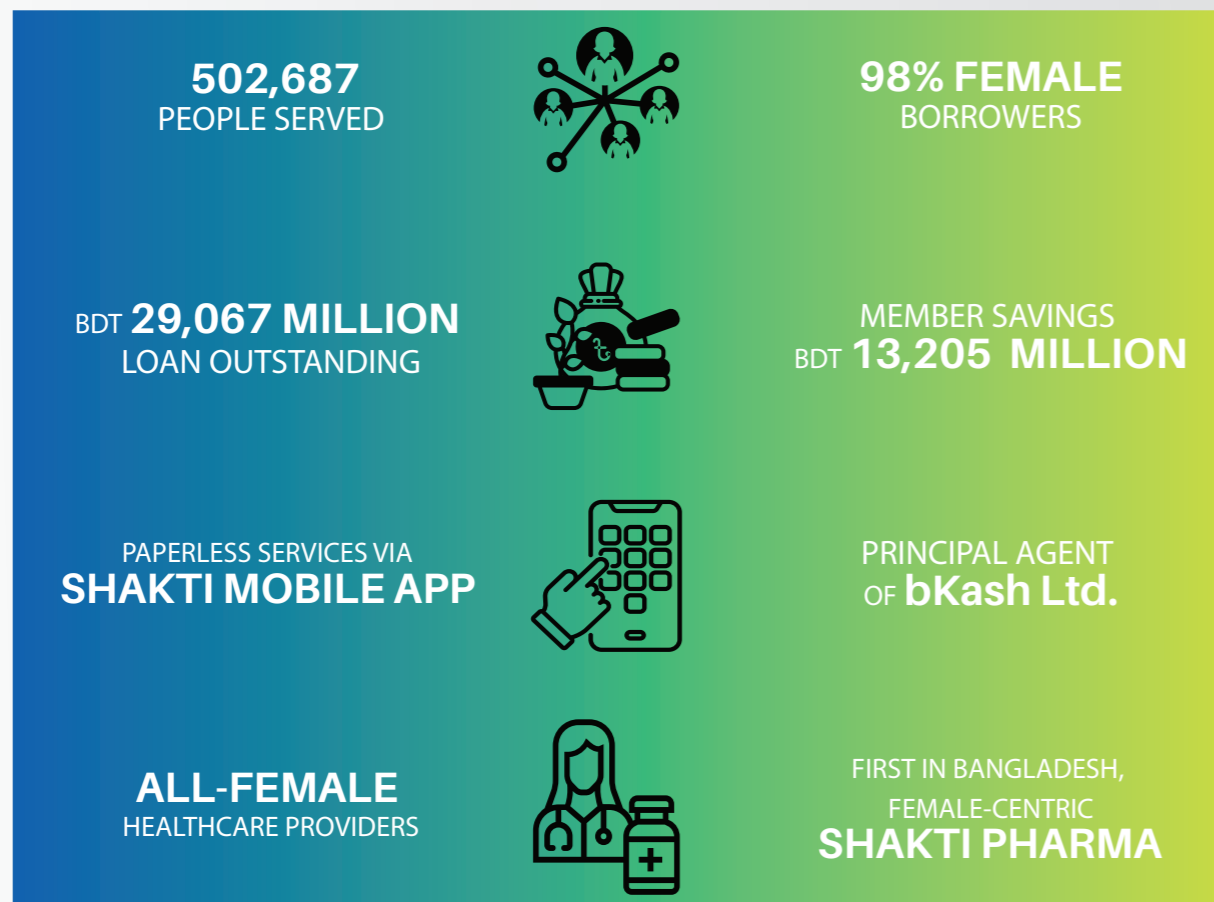 502,687
PEOPLE SERVED
98% FEMALE
BORROWERS
BDT 29,067 MILLION
LOAN OUTSTANDING
MEMBER SAVINGS
BDT 13,205 MILLION
PAPERLESS SERVICES VIA
SHAKTI MOBILE APP
PRINCIPAL AGENT
OF bKash Ltd.
ALL-FEMALE
HEALTHCARE PROVIDERS
FIRST IN BANGLADESH,
FEMALE-CENTRIC
SHAKTI PHARMA
৳